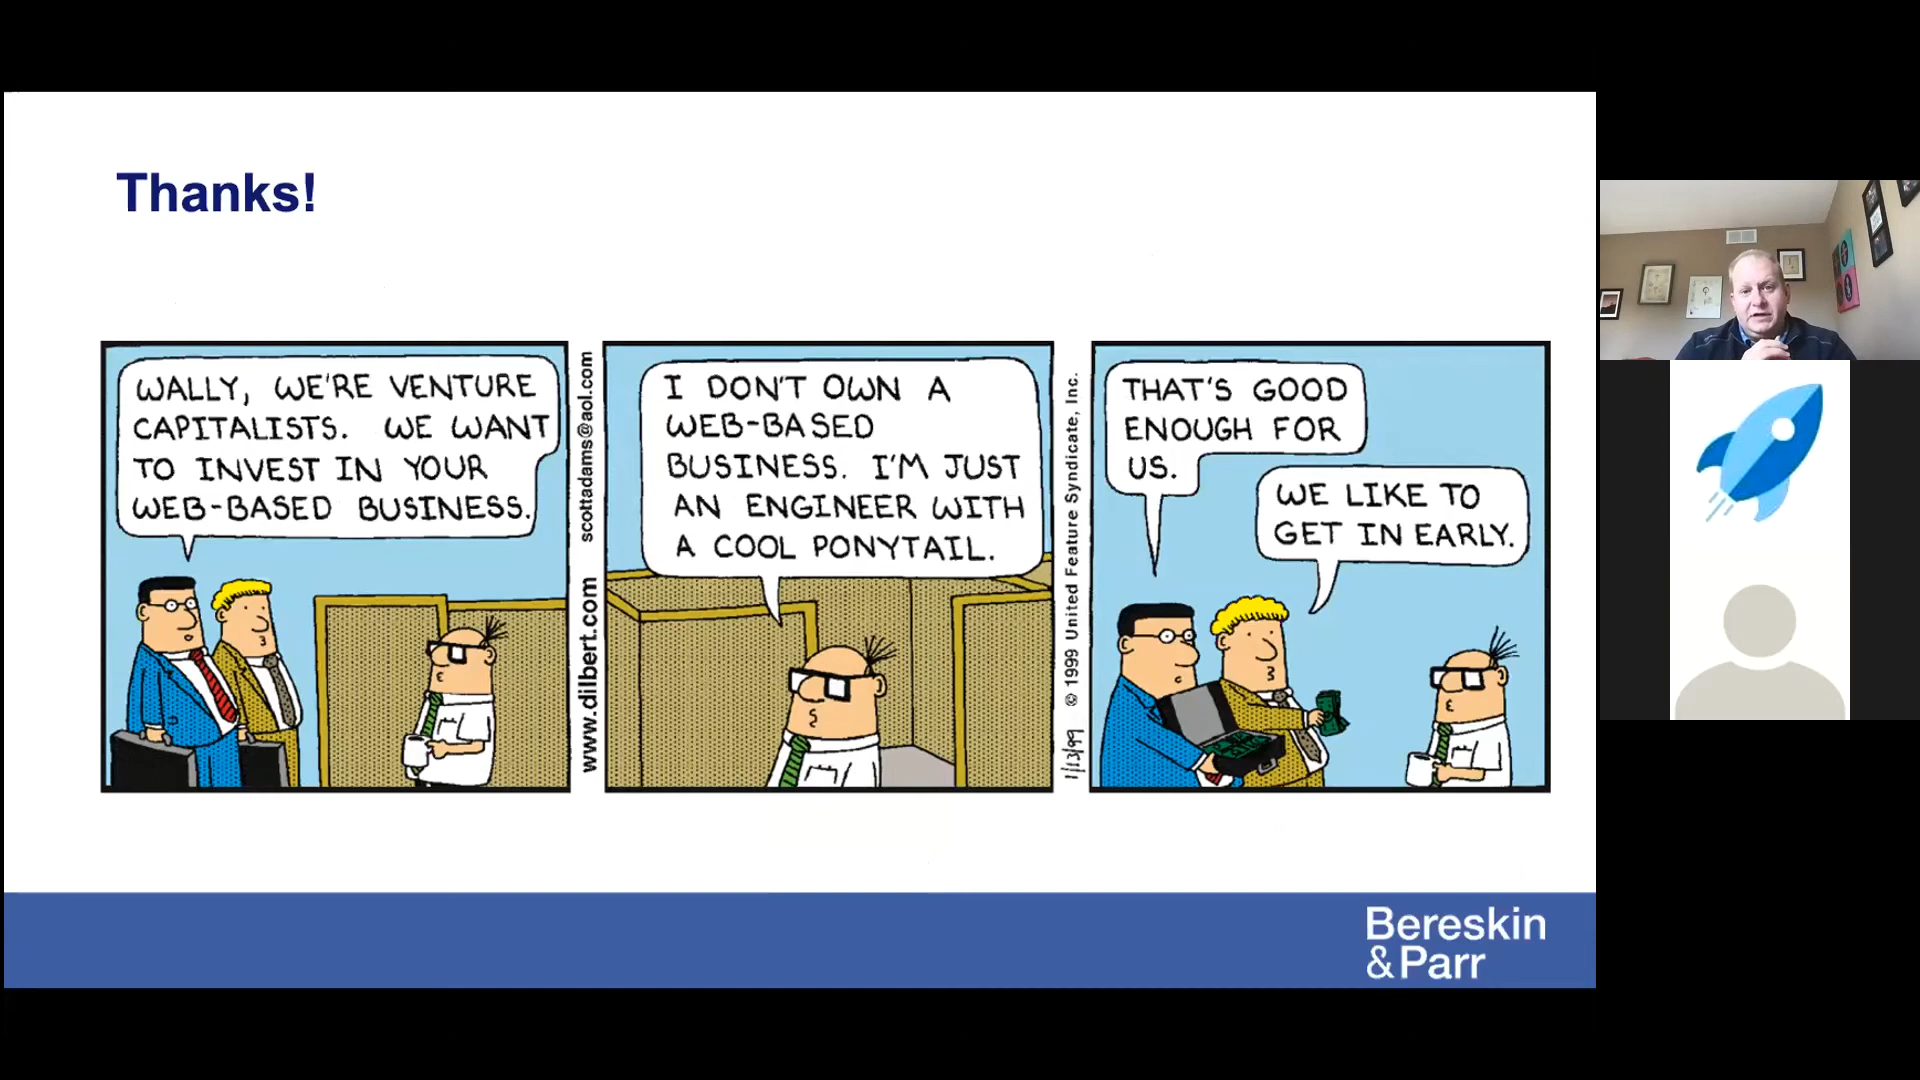 Thanks!
WALLY, WE'RE VENTURE
CAPITALISTS. WE WANT
TO INVEST IN YOUR
WEB-BASED BUSINESS.
www.dilbert.com scottadams@aol.com
I DON'T OWN A
WEB-BASED
BUSINESS. I'M JUST
AN ENGINEER WITH
A COOL PONYTAIL.
1/13/99 © 1999 United Feature Syndicate, Inc.
THAT'S GOOD
ENOUGH FOR
US.
WE LIKE TO
GET IN EARLY.
Bereskin
&Parr